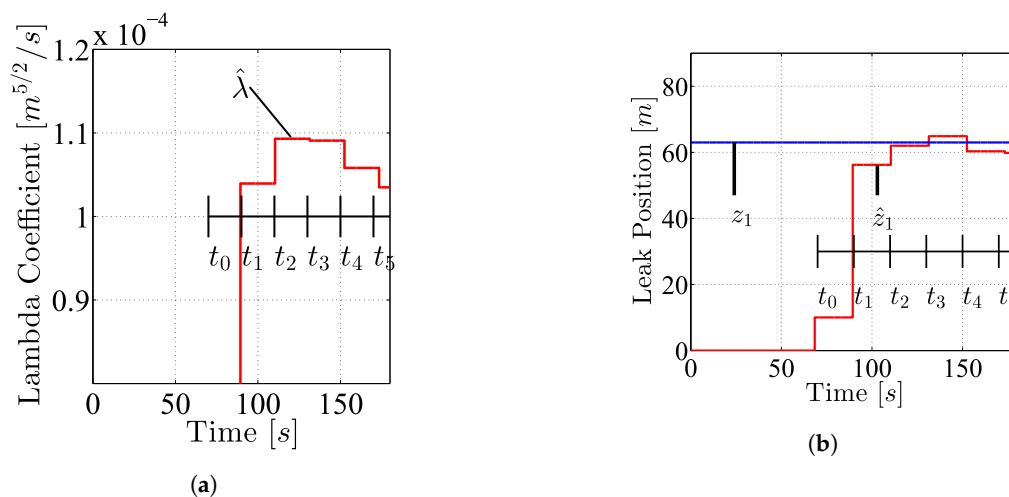 1.2 x 10⁻⁴
1.1
1
0.9
Lambda Coefficient [m^{5/2}/s]
λ̂
t₀ t₁ t₂ t₃ t₄ t₅
0 50 100 150
Time [s]
(a)
80
60
40
20
0
Leak Position [m]
z₁
ẑ₁
t₀ t₁ t₂ t₃ t₄ t
0 50 100 150
Time [s]
(b)